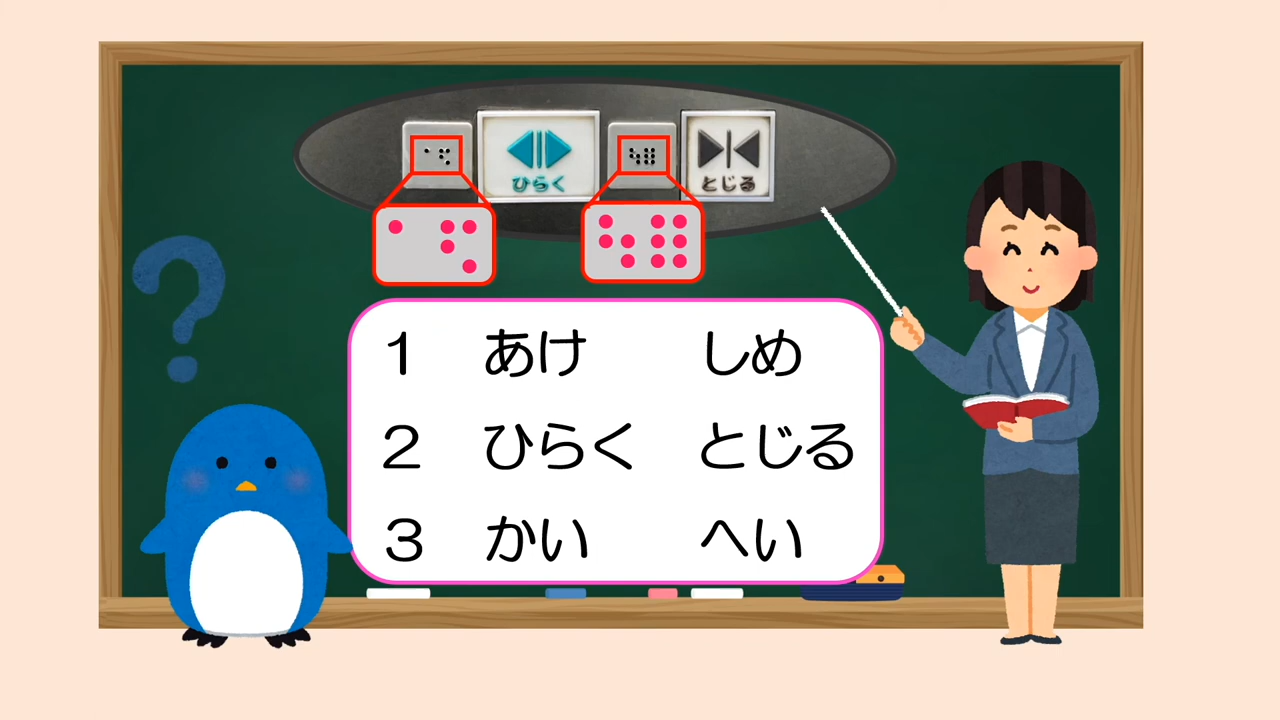 ひらく とじる
1 あけ しめ
2 ひらく とじる
3 かい へい